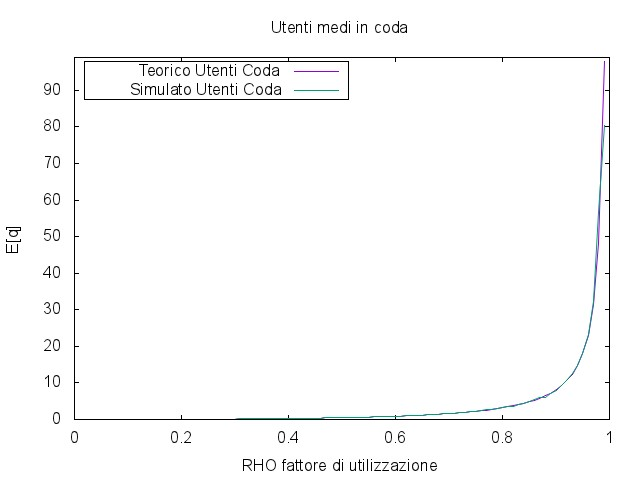 Utenti medi in coda
Teorico Utenti Coda
Simulato Utenti Coda
90
80
70
60
50
40
30
20
10
0
E[q]
0 0.2 0.4 0.6 0.8 1
RHO fattore di utilizzazione